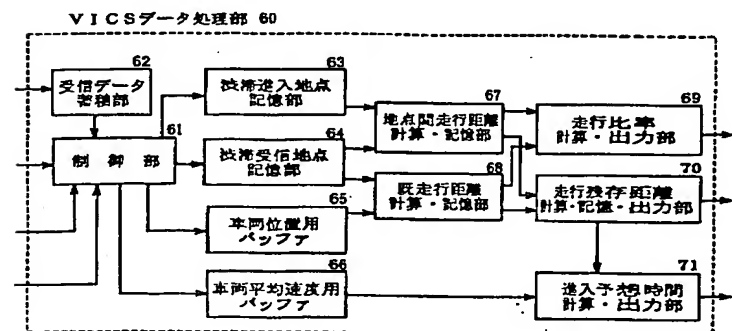 VICSデータ処理部 60
62
受信データ
蓄積部
63
渋滞進入地点
記憶部
67
地点間走行距離
計算・記憶部
69
走行比率
計算・出力部
61
制御部
64
渋滞受信地点
記憶部
68
既走行距離
計算・記憶部
70
走行残存距離
計算・記憶・出力部
65
車両位置用
バッファ
66
車両平均速度用
バッファ
71
進入予想時間
計算・出力部